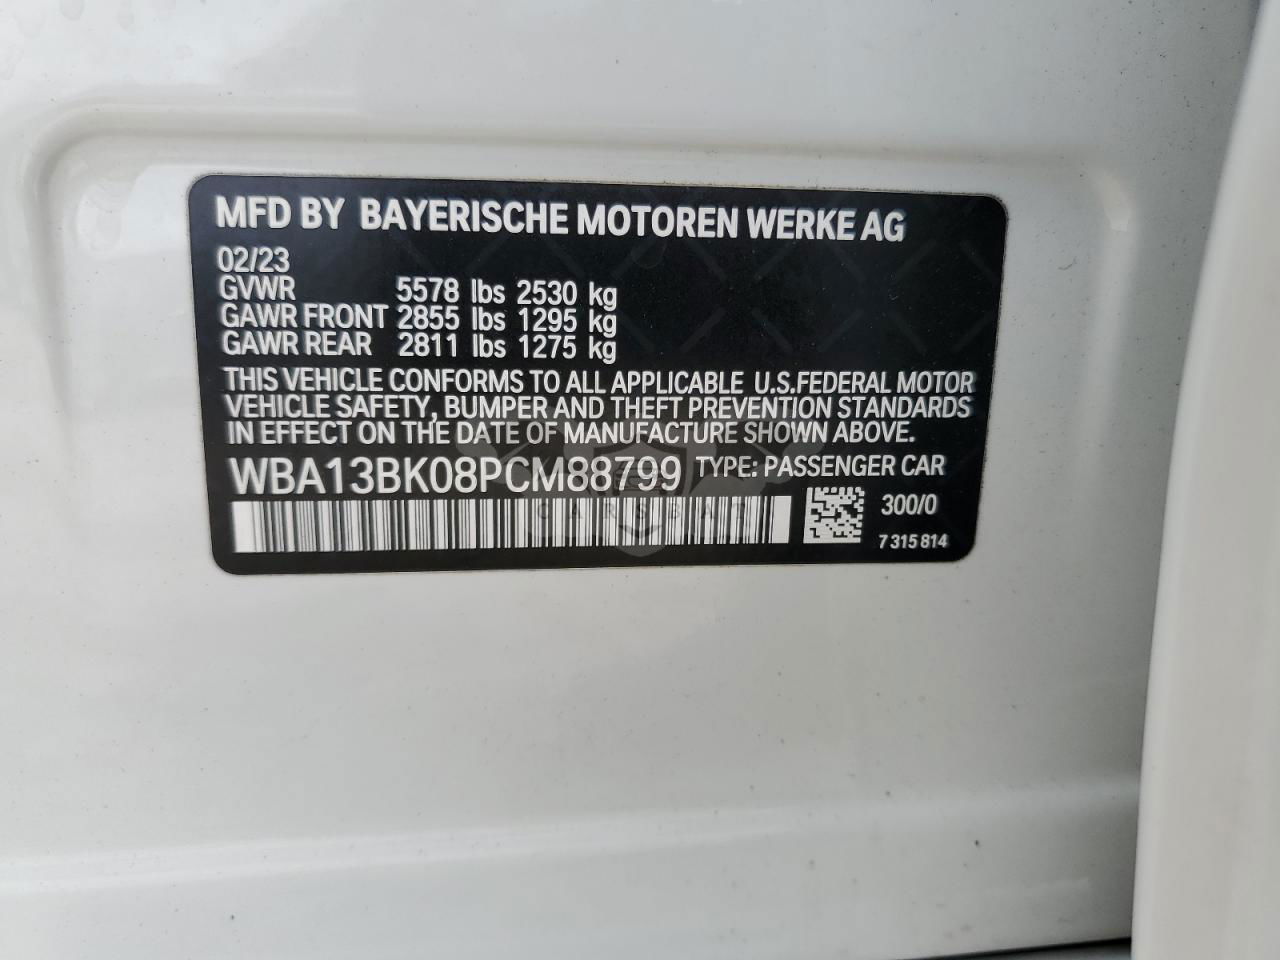 MFD BY BAYERISCHE MOTOREN WERKE AG
02/23
GVWR 5578 lbs 2530 kg
GAWR FRONT 2855 lbs 1295 kg
GAWR REAR 2811 lbs 1275 kg
THIS VEHICLE CONFORMS TO ALL APPLICABLE U.S.FEDERAL MOTOR
VEHICLE SAFETY, BUMPER AND THEFT PREVENTION STANDARDS
IN EFFECT ON THE DATE OF MANUFACTURE SHOWN ABOVE.
WBA13BK08PCM88799 TYPE: PASSENGER CAR
300/0
7 315 814